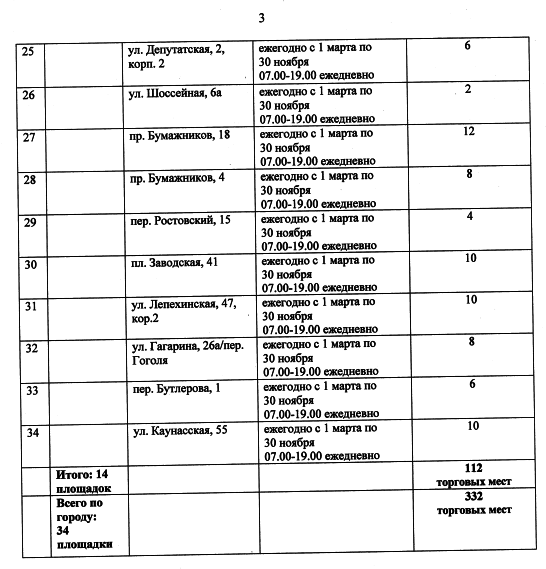 3
25 ул. Депутатская, 2, ежегодно с 1 марта по 6
корп. 2 30 ноября
07.00-19.00 ежедневно
26 ул. Шоссейная, 6а ежегодно с 1 марта по 2
30 ноября
07.00-19.00 ежедневно
27 пр. Бумажников, 18 ежегодно с 1 марта по 12
30 ноября
07.00-19.00 ежедневно
28 пр. Бумажников, 4 ежегодно с 1 марта по 8
30 ноября
07.00-19.00 ежедневно
29 пер. Ростовский, 15 ежегодно с 1 марта по 4
30 ноября
07.00-19.00 ежедневно
30 пл. Заводская, 41 ежегодно с 1 марта по 10
30 ноября
07.00-19.00 ежедневно
31 ул. Лепехинская, 47, ежегодно с 1 марта по 10
кор.2 30 ноября
07.00-19.00 ежедневно
32 ул. Гагарина, 26а/пер. ежегодно с 1 марта по 8
Гоголя 30 ноября
07.00-19.00 ежедневно
33 пер. Бутлерова, 1 ежегодно с 1 марта по 6
30 ноября
07.00-19.00 ежедневно
34 ул. Каунасская, 55 ежегодно с 1 марта по 10
30 ноября
07.00-19.00 ежедневно
Итого: 14 112
площадок торговых мест
Всего по 332
городу: торговых мест
34
площадки